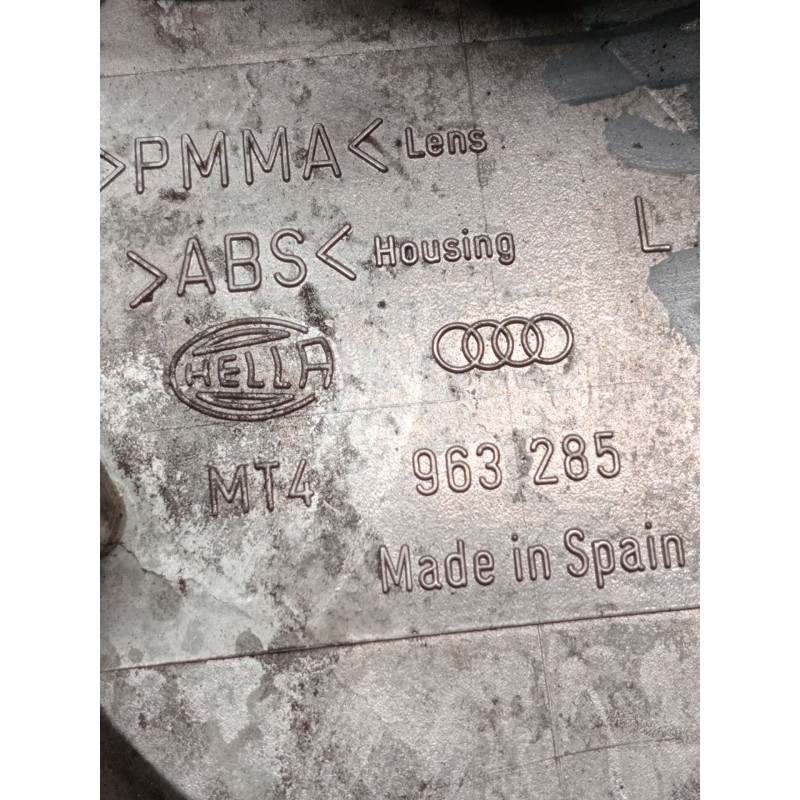 >PMMA< Lens
>ABS< Housing
L
HELLA
MT4 963 285
Made in Spain